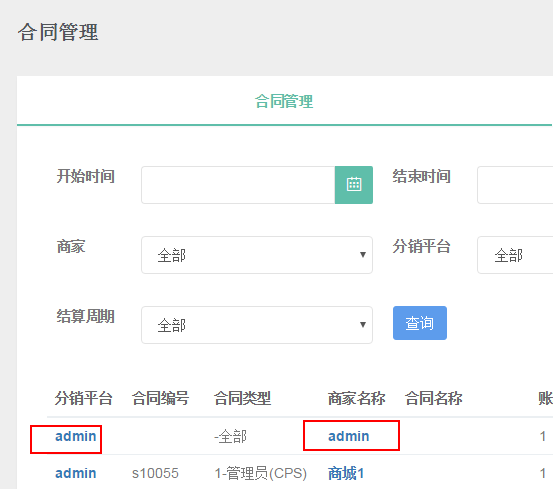 合同管理
合同管理
开始时间 结束时间
商家 全部 分销平台 全部
结算周期 全部 查询
分销平台 合同编号 合同类型 商家名称 合同名称 账
admin -全部 admin 1
admin s10055 1-管理员(CPS) 商城1 1